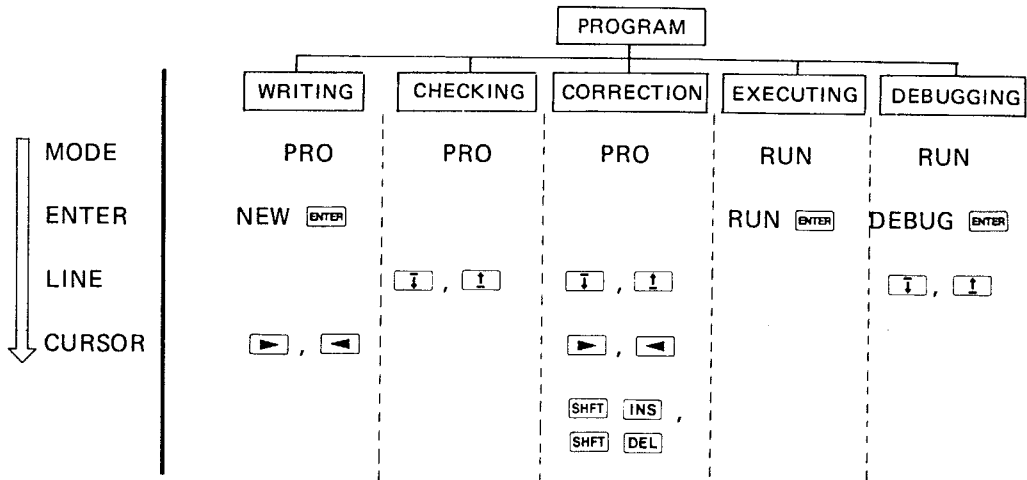 PROGRAM
WRITING CHECKING CORRECTION EXECUTING DEBUGGING
MODE PRO PRO PRO RUN RUN
ENTER NEW ENTER RUN ENTER DEBUG ENTER
LINE , , ,
CURSOR , ,
SHFT INS ,
SHFT DEL